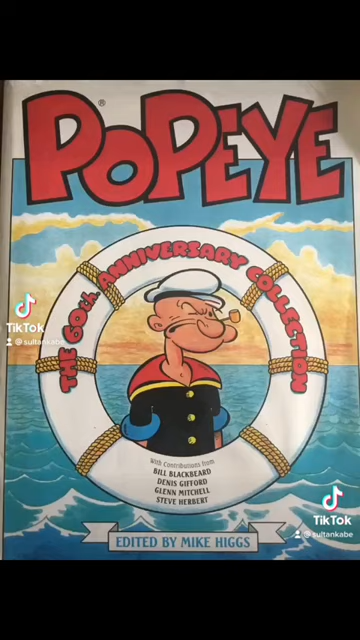 POPEYE
®
THE 60th ANNIVERSARY COLLECTION
TikTok
@sultankabe
With Contributions from
BILL BLACKBEARD
DENIS GIFFORD
GLENN MITCHELL
STEVE HERBERT
TikTok
@sultankabe
EDITED BY MIKE HIGGS